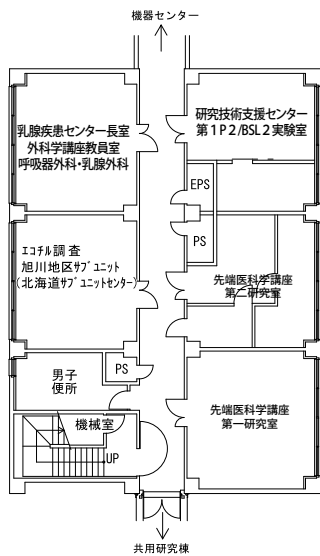 機器センター
乳腺疾患センター長室
外科学講座教員室
呼吸器外科・乳腺外科
研究技術支援センター
第１P２/BSL２実験室
EPS
PS
エコチル調査
旭川地区サブユニット
(北海道サブユニットセンター)
先端医科学講座
第二研究室
男子
便所
PS
機械室
UP
先端医科学講座
第一研究室
共用研究棟